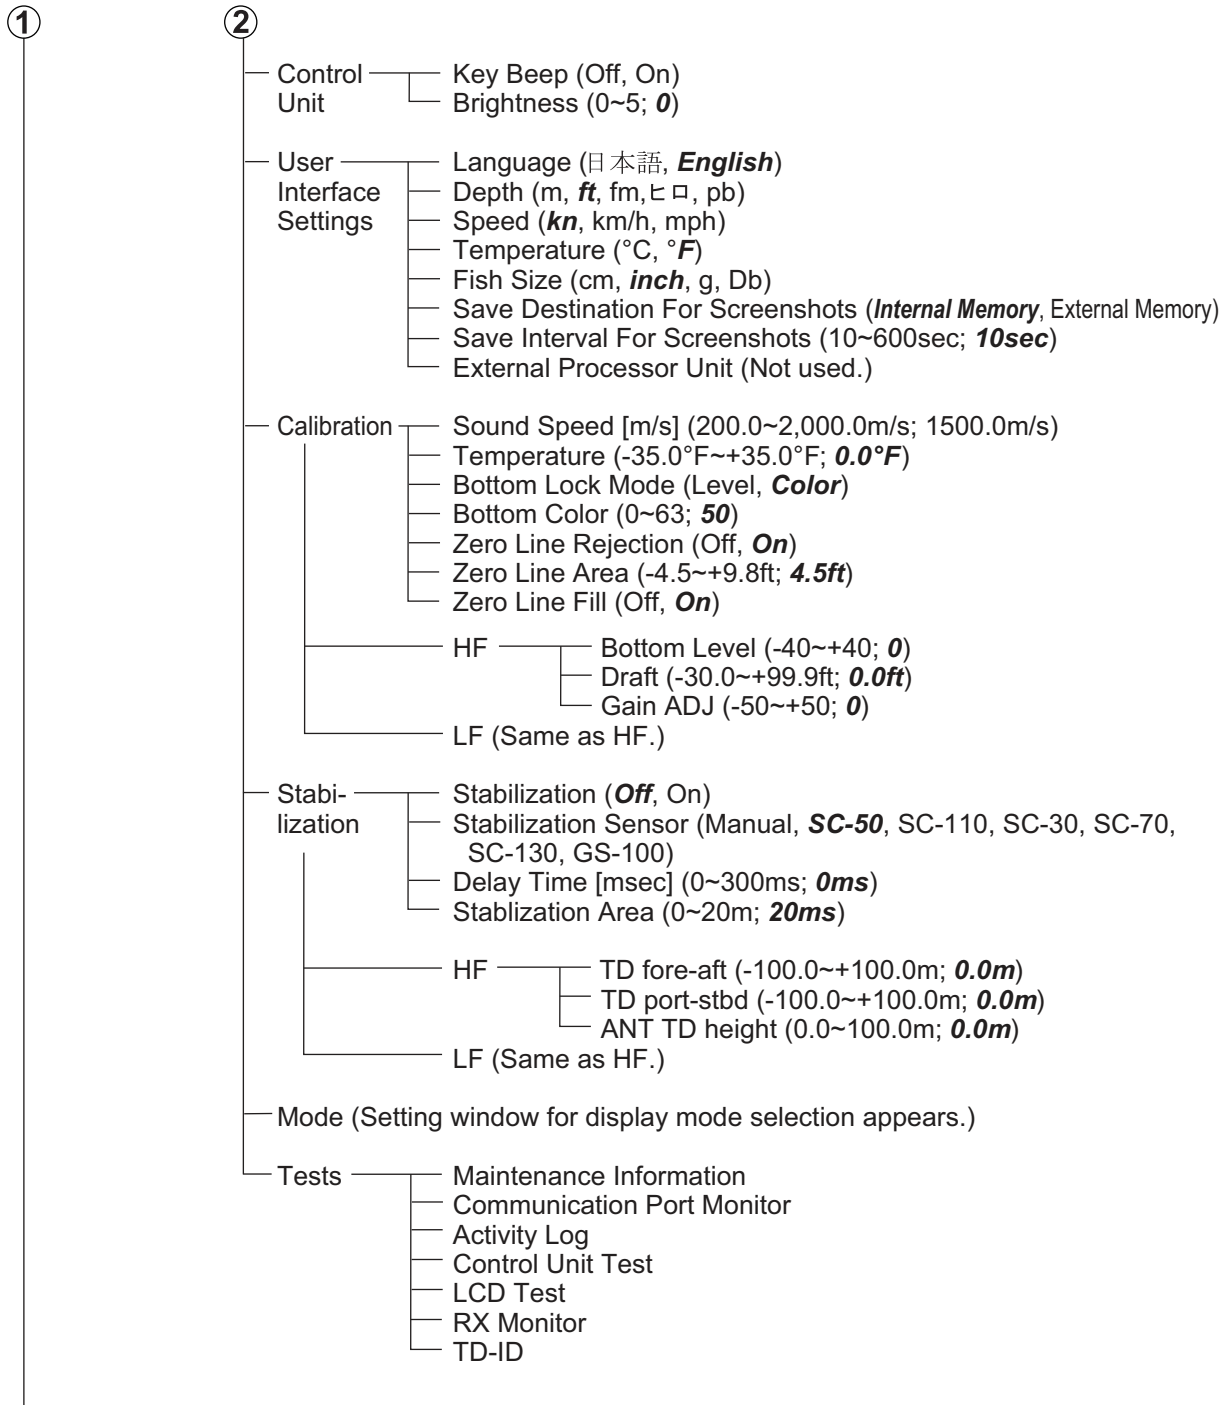 1 2
Control Unit
Key Beep (Off, On)
Brightness (0~5; 0)
User Interface Settings
Language (日本語, English)
Depth (m, ft, fm,ヒロ, pb)
Speed (kn, km/h, mph)
Temperature (°C, °F)
Fish Size (cm, inch, g, Db)
Save Destination For Screenshots (Internal Memory, External Memory)
Save Interval For Screenshots (10~600sec; 10sec)
External Processor Unit (Not used.)
Calibration
Sound Speed [m/s] (200.0~2,000.0m/s; 1500.0m/s)
Temperature (-35.0°F~+35.0°F; 0.0°F)
Bottom Lock Mode (Level, Color)
Bottom Color (0~63; 50)
Zero Line Rejection (Off, On)
Zero Line Area (-4.5~+9.8ft; 4.5ft)
Zero Line Fill (Off, On)
HF
Bottom Level (-40~+40; 0)
Draft (-30.0~+99.9ft; 0.0ft)
Gain ADJ (-50~+50; 0)
LF (Same as HF.)
Stabi-
lization
Stabilization (Off, On)
Stabilization Sensor (Manual, SC-50, SC-110, SC-30, SC-70,
SC-130, GS-100)
Delay Time [msec] (0~300ms; 0ms)
Stablization Area (0~20m; 20ms)
HF
TD fore-aft (-100.0~+100.0m; 0.0m)
TD port-stbd (-100.0~+100.0m; 0.0m)
ANT TD height (0.0~100.0m; 0.0m)
LF (Same as HF.)
Mode (Setting window for display mode selection appears.)
Tests
Maintenance Information
Communication Port Monitor
Activity Log
Control Unit Test
LCD Test
RX Monitor
TD-ID